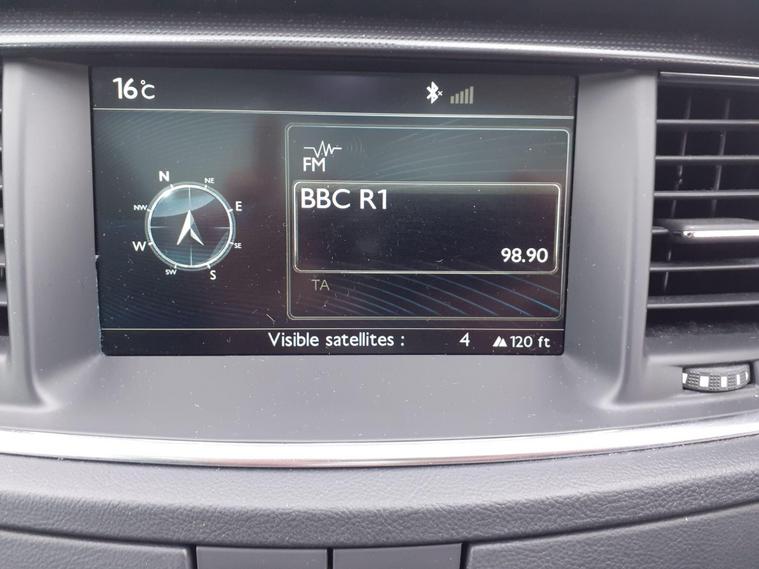 16°C
FM
BBC R1
98.90
TA
N
NE
NW
E
W
SE
SW
S
Visible satellites : 4 120 ft